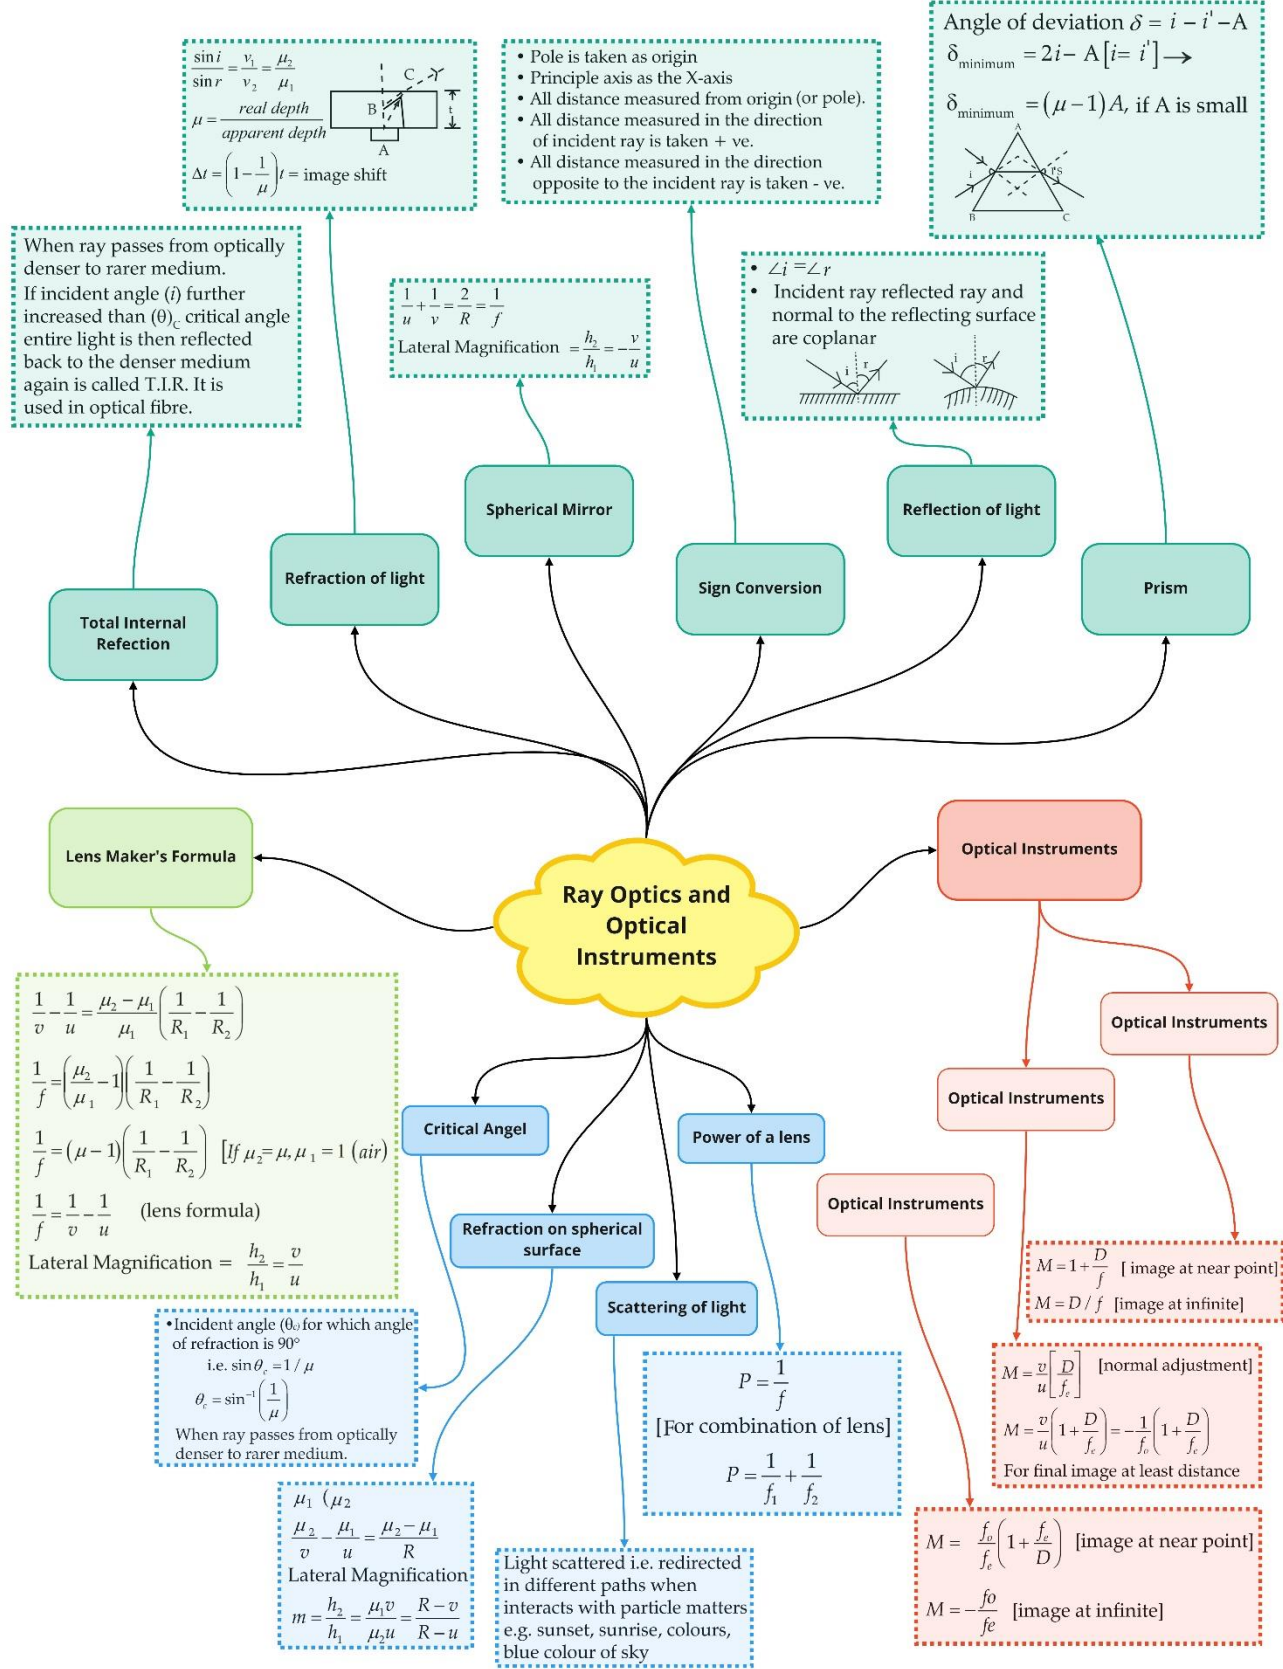 Angle of deviation δ = i − i' − A
δ minimum = 2i − A [i = i'] →
δ minimum = (μ − 1) A, if A is small
A
i
r'S
B
C
sin i / sin r = v₁ / v₂ = μ₂ / μ₁
μ = real depth / apparent depth
Δt = (1 − 1/μ) t = image shift
C
B
t
A
• Pole is taken as origin
• Principle axis as the X-axis
• All distance measured from origin (or pole).
• All distance measured in the direction
of incident ray is taken + ve.
• All distance measured in the direction
opposite to the incident ray is taken - ve.
When ray passes from optically
denser to rarer medium.
If incident angle (i) further
increased than (θ)C critical angle
entire light is then reflected
back to the denser medium
again is called T.I.R. It is
used in optical fibre.
1/u + 1/v = 2/R = 1/f
Lateral Magnification = h₂/h₁ = − v/u
• ∠i = ∠r
• Incident ray reflected ray and
normal to the reflecting surface
are coplanar
i r
i r
Spherical Mirror
Reflection of light
Refraction of light
Sign Conversion
Prism
Total Internal
Refection
Lens Maker's Formula
Optical Instruments
Ray Optics and
Optical
Instruments
1/v − 1/u = (μ₂ − μ₁)/μ₁ (1/R₁ − 1/R₂)
1/f = (μ₂/μ₁ − 1)(1/R₁ − 1/R₂)
1/f = (μ − 1)(1/R₁ − 1/R₂) [If μ₂ = μ, μ₁ = 1 (air)
1/f = 1/v − 1/u (lens formula)
Lateral Magnification = h₂/h₁ = v/u
Optical Instruments
Optical Instruments
Optical Instruments
Critical Angel
Power of a lens
Refraction on spherical
surface
Scattering of light
•Incident angle (θc) for which angle
of refraction is 90°
i.e. sin θc = 1 / μ
θc = sin⁻¹ (1/μ)
When ray passes from optically
denser to rarer medium.
P = 1/f
[For combination of lens]
P = 1/f₁ + 1/f₂
M = 1 + D/f [ image at near point]
M = D / f [image at infinite]
M = v/u [D/fe] [normal adjustment]
M = v/u (1 + D/fe) = − 1/fo (1 + D/fe)
For final image at least distance
μ₁ (μ₂
μ₂/v − μ₁/u = (μ₂ − μ₁)/R
Lateral Magnification
m = h₂/h₁ = μ₁v/μ₂u = (R − v)/(R − u)
Light scattered i.e. redirected
in different paths when
interacts with particle matters
e.g. sunset, sunrise, colours,
blue colour of sky
M = fo/fe (1 + fe/D) [image at near point]
M = − fo/fe [image at infinite]